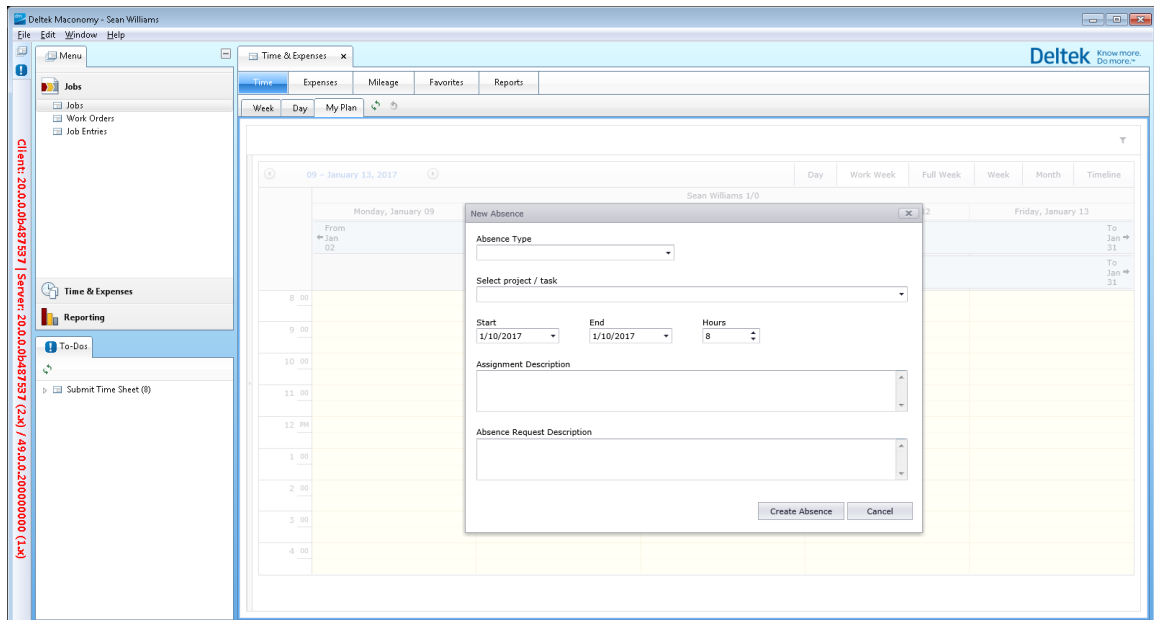 Deltek Maconomy - Sean Williams
File Edit Window Help
Menu
Jobs
Jobs
Work Orders
Job Entries
Time & Expenses
Reporting
To-Dos
Submit Time Sheet (8)
Client: 20.0.0.0b487537 | Server: 20.0.0.0b487537 (2.x) / 49.0.0.200000000 (1.x)
Time & Expenses
Deltek Know more. Do more.™
Time Expenses Mileage Favorites Reports
Week Day My Plan
09 - January 13, 2017 Day Work Week Full Week Week Month Timeline
Sean Williams 1/0
Monday, January 09 12 Friday, January 13
From Jan 02
To Jan 31
To Jan 31
8 00
9 00
10 00
11 00
12 PM
1 00
2 00
3 00
4 00
New Absence
Absence Type
Select project / task
Start End Hours
1/10/2017 1/10/2017 8
Assignment Description
Absence Request Description
Create Absence Cancel